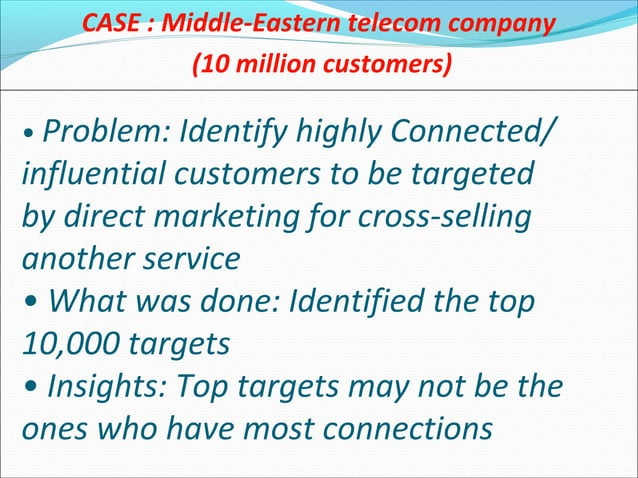 CASE : Middle-Eastern telecom company
(10 million customers)
• Problem: Identify highly Connected/
influential customers to be targeted
by direct marketing for cross-selling
another service
• What was done: Identified the top
10,000 targets
• Insights: Top targets may not be the
ones who have most connections